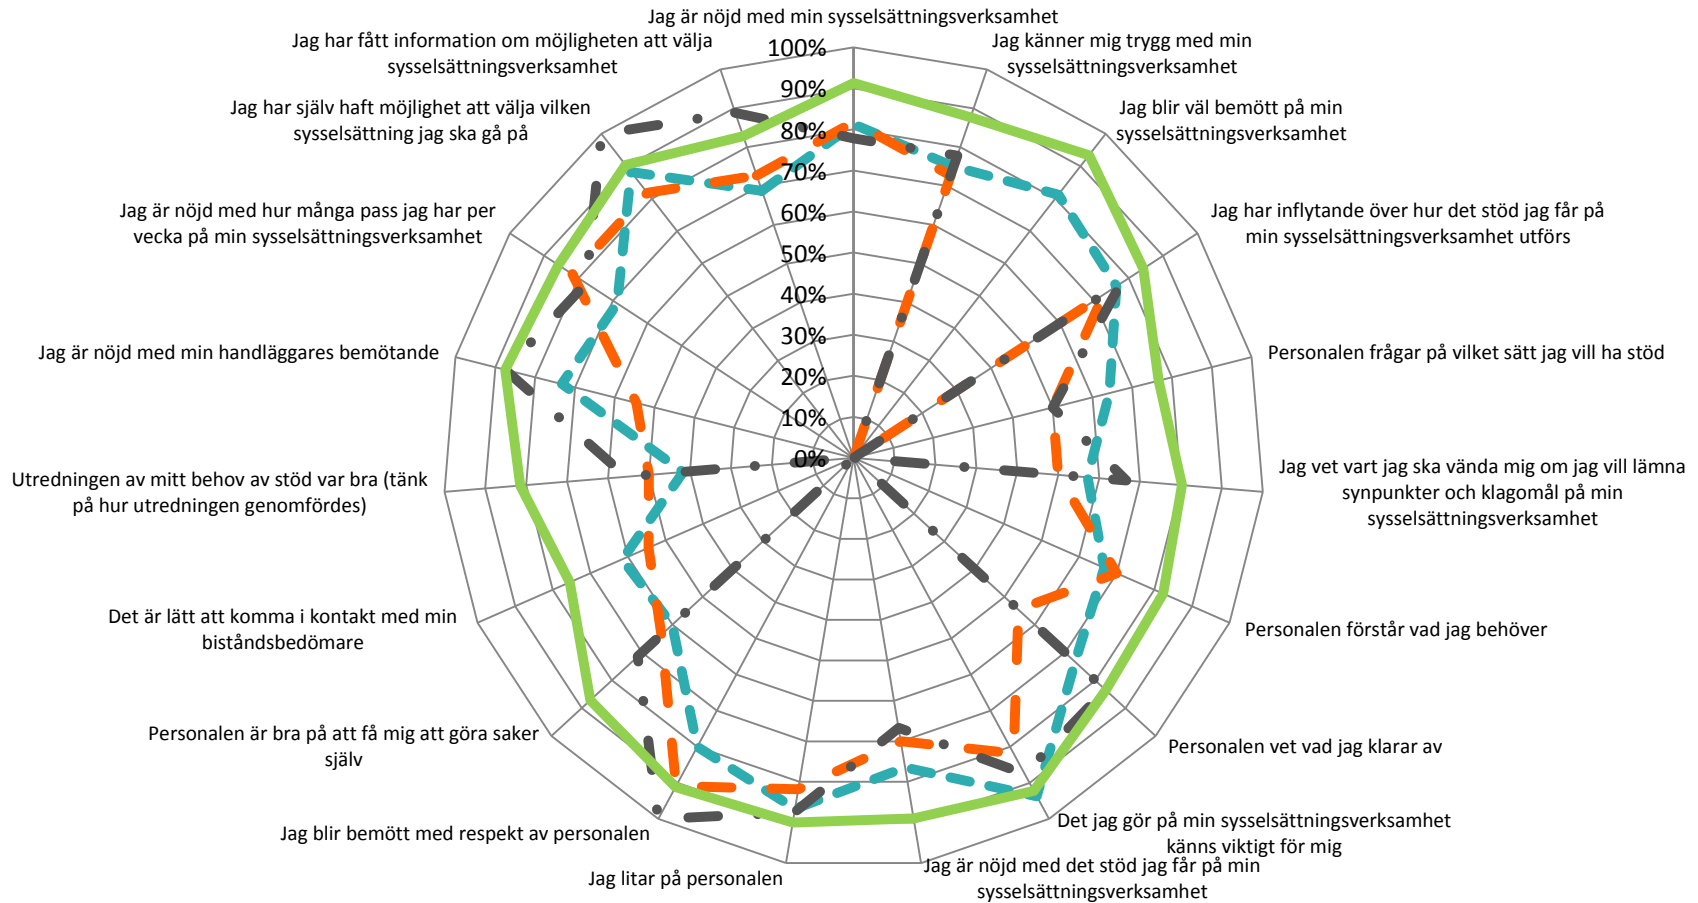 Jag är nöjd med min sysselsättningsverksamhet
Jag känner mig trygg med min
sysselsättningsverksamhet
Jag blir väl bemött på min
sysselsättningsverksamhet
Jag har inflytande över hur det stöd jag får på
min sysselsättningsverksamhet utförs
Personalen frågar på vilket sätt jag vill ha stöd
Jag vet vart jag ska vända mig om jag vill lämna
synpunkter och klagomål på min
sysselsättningsverksamhet
Personalen förstår vad jag behöver
Personalen vet vad jag klarar av
Det jag gör på min sysselsättningsverksamhet
känns viktigt för mig
Jag är nöjd med det stöd jag får på min
sysselsättningsverksamhet
Jag litar på personalen
Jag blir bemött med respekt av personalen
Personalen är bra på att få mig att göra saker
själv
Det är lätt att komma i kontakt med min
biståndsbedömare
Utredningen av mitt behov av stöd var bra (tänk
på hur utredningen genomfördes)
Jag är nöjd med min handläggares bemötande
Jag är nöjd med hur många pass jag har per
vecka på min sysselsättningsverksamhet
Jag har själv haft möjlighet att välja vilken
sysselsättning jag ska gå på
Jag har fått information om möjligheten att välja
sysselsättningsverksamhet
100%
90%
80%
70%
60%
50%
40%
30%
20%
10%
0%